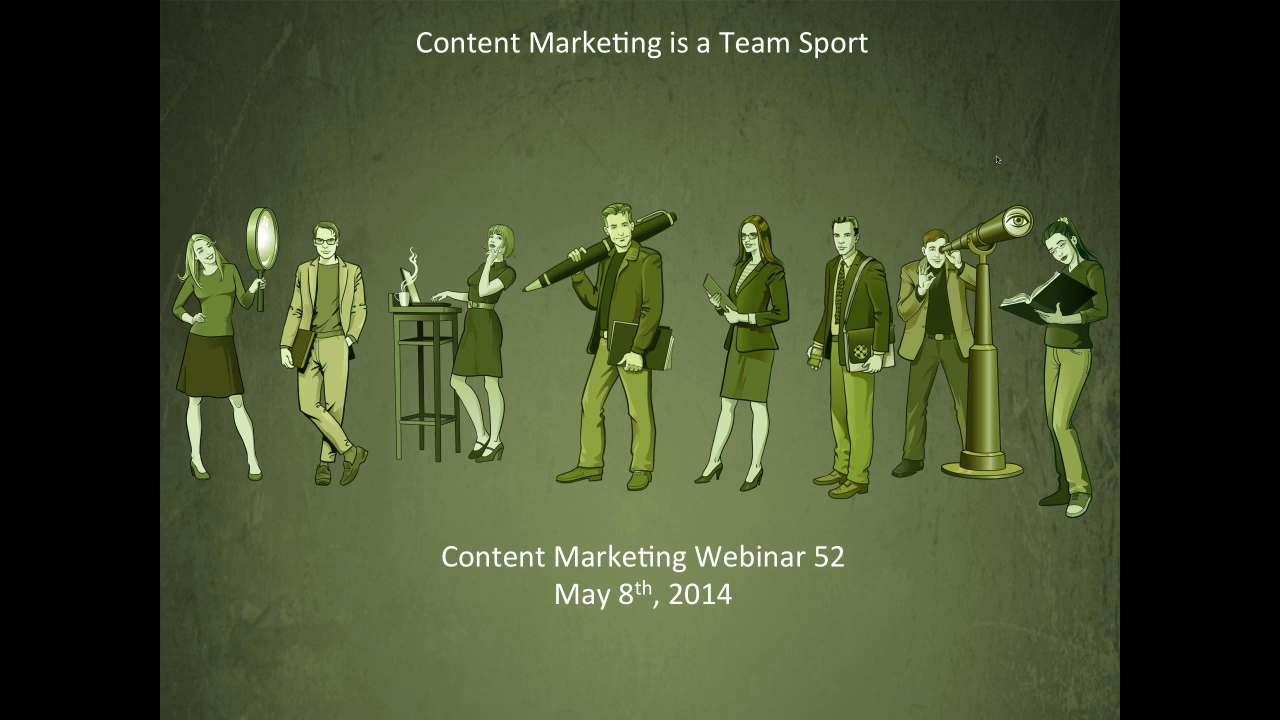 Content Marketing is a Team Sport
Content Marketing Webinar 52
May 8th, 2014